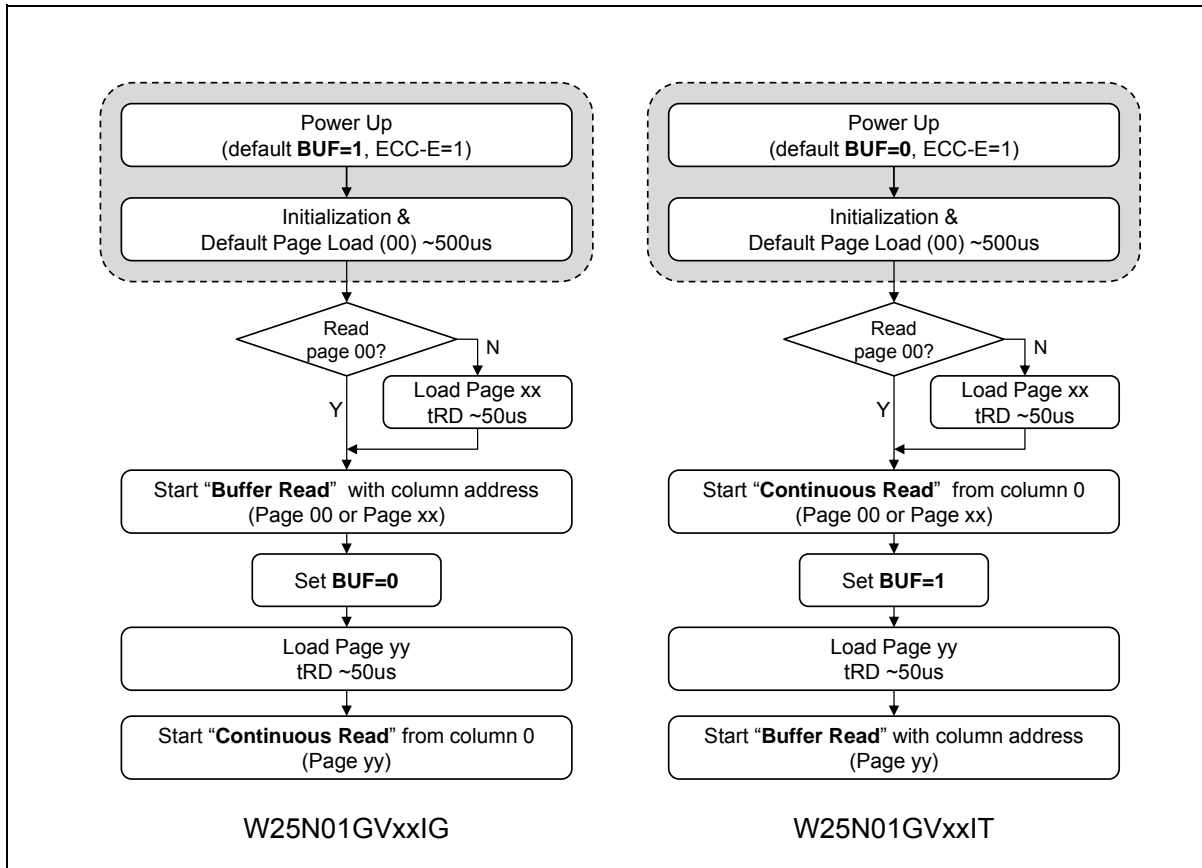 Power Up
(default BUF=1, ECC-E=1)
Initialization &
Default Page Load (00) ~500us
Read
page 00?
N
Load Page xx
tRD ~50us
Y
Start “Buffer Read” with column address
(Page 00 or Page xx)
Set BUF=0
Load Page yy
tRD ~50us
Start “Continuous Read” from column 0
(Page yy)
W25N01GVxxIG
Power Up
(default BUF=0, ECC-E=1)
Initialization &
Default Page Load (00) ~500us
Read
page 00?
N
Load Page xx
tRD ~50us
Y
Start “Continuous Read” from column 0
(Page 00 or Page xx)
Set BUF=1
Load Page yy
tRD ~50us
Start “Buffer Read” with column address
(Page yy)
W25N01GVxxIT